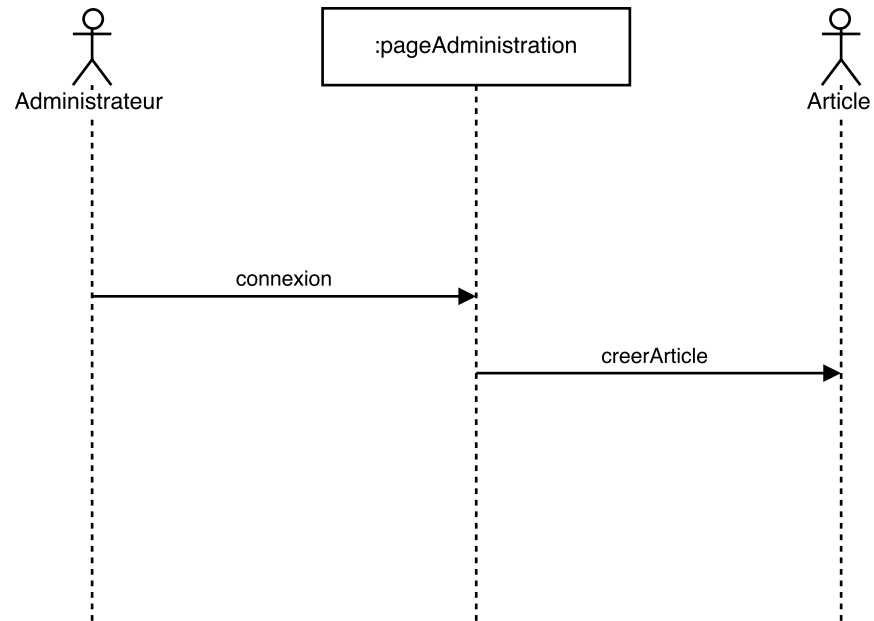 :pageAdministration
Administrateur
Article
connexion
creerArticle